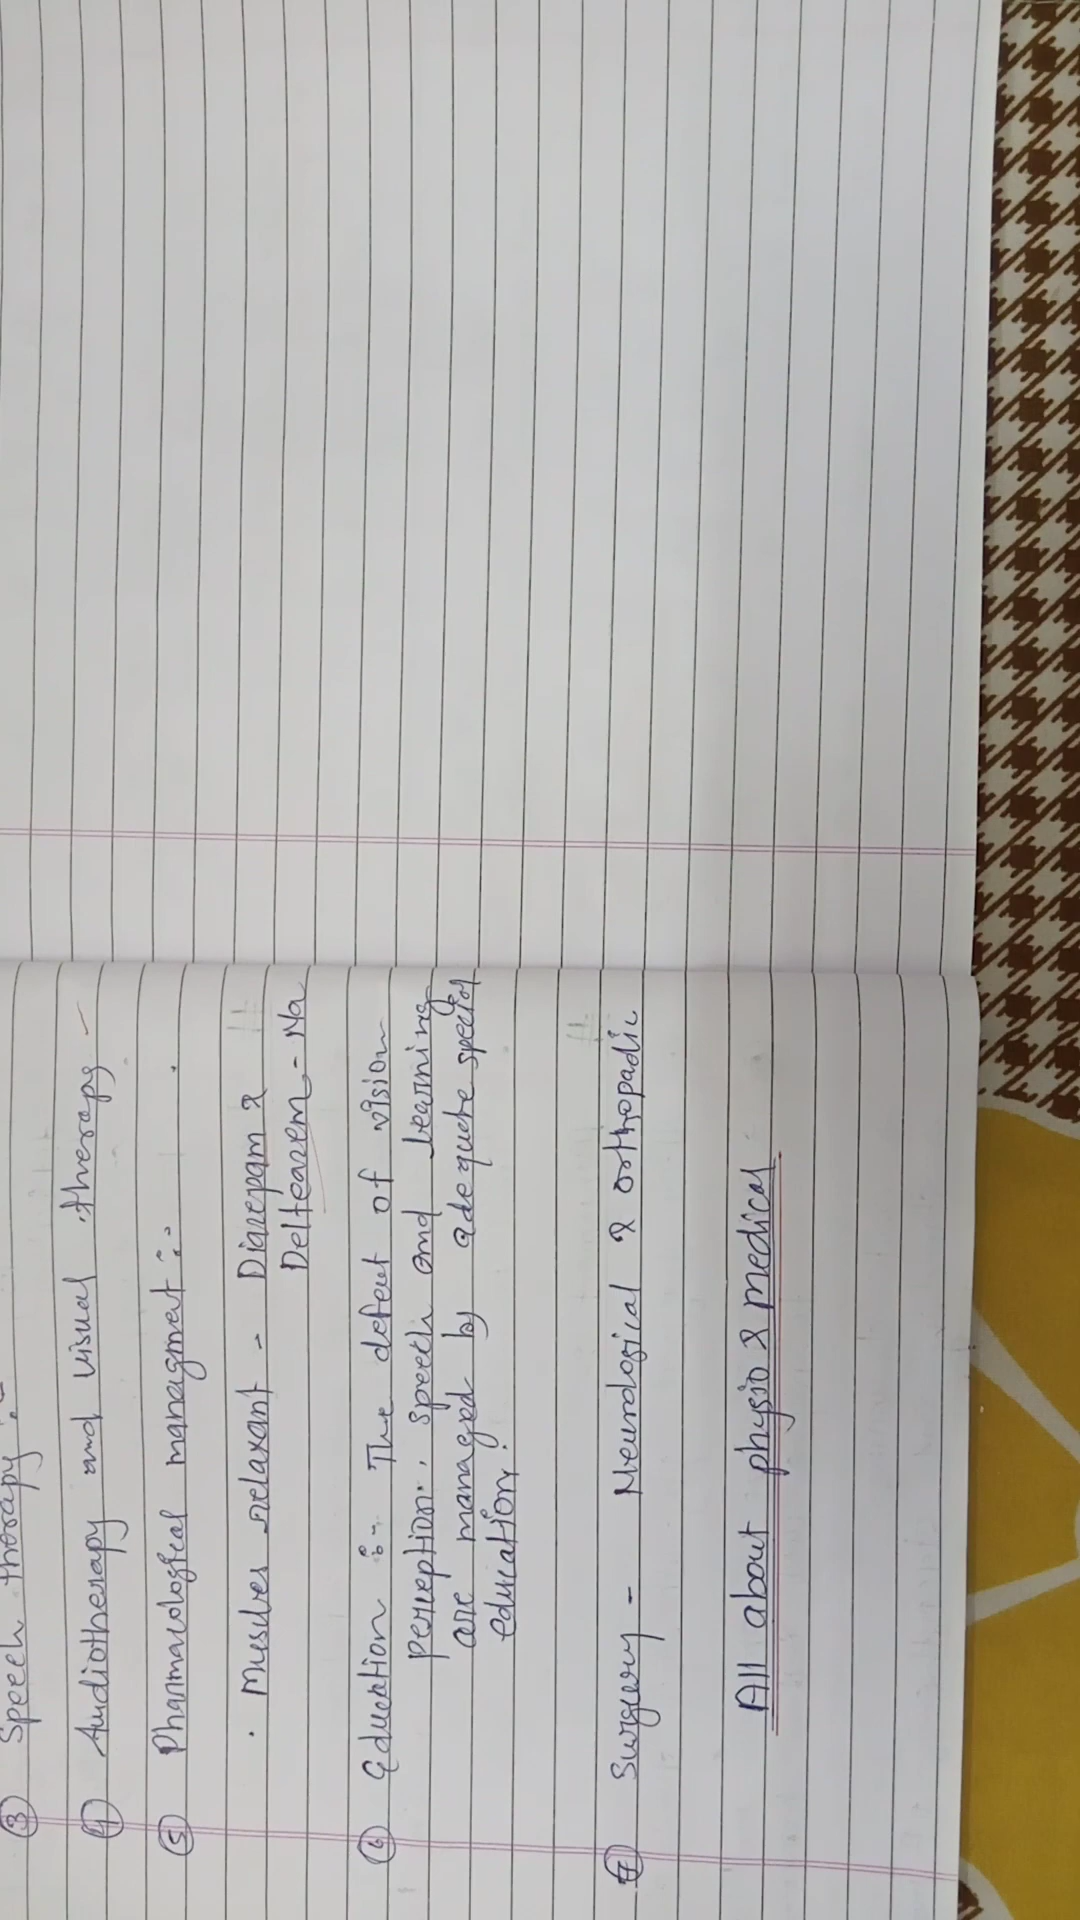 ③ Speech therapy :-
④ Audiotherapy and visual therapy -
⑤ Pharmacological managment :-
· Muscles relaxant - Diazepam &
Delteazem - Na
⑥ Education :- The defeut of vision
perception, speech and learning
are managed by adequate special
education.
⑦ Surgery - Neurological & orthopadic
All about physio & medical